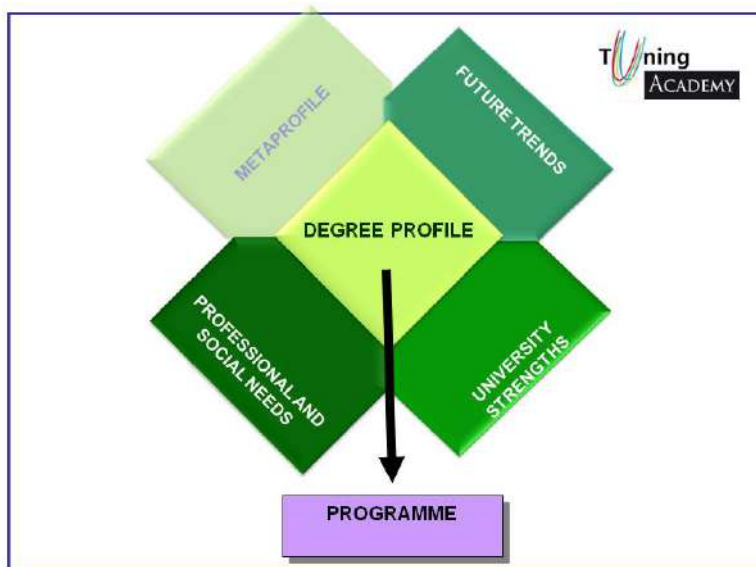 Tuning
ACADEMY
METAPROFILE
FUTURE TRENDS
DEGREE PROFILE
PROFESSIONAL AND
SOCIAL NEEDS
UNIVERSITY
STRENGTHS
PROGRAMME